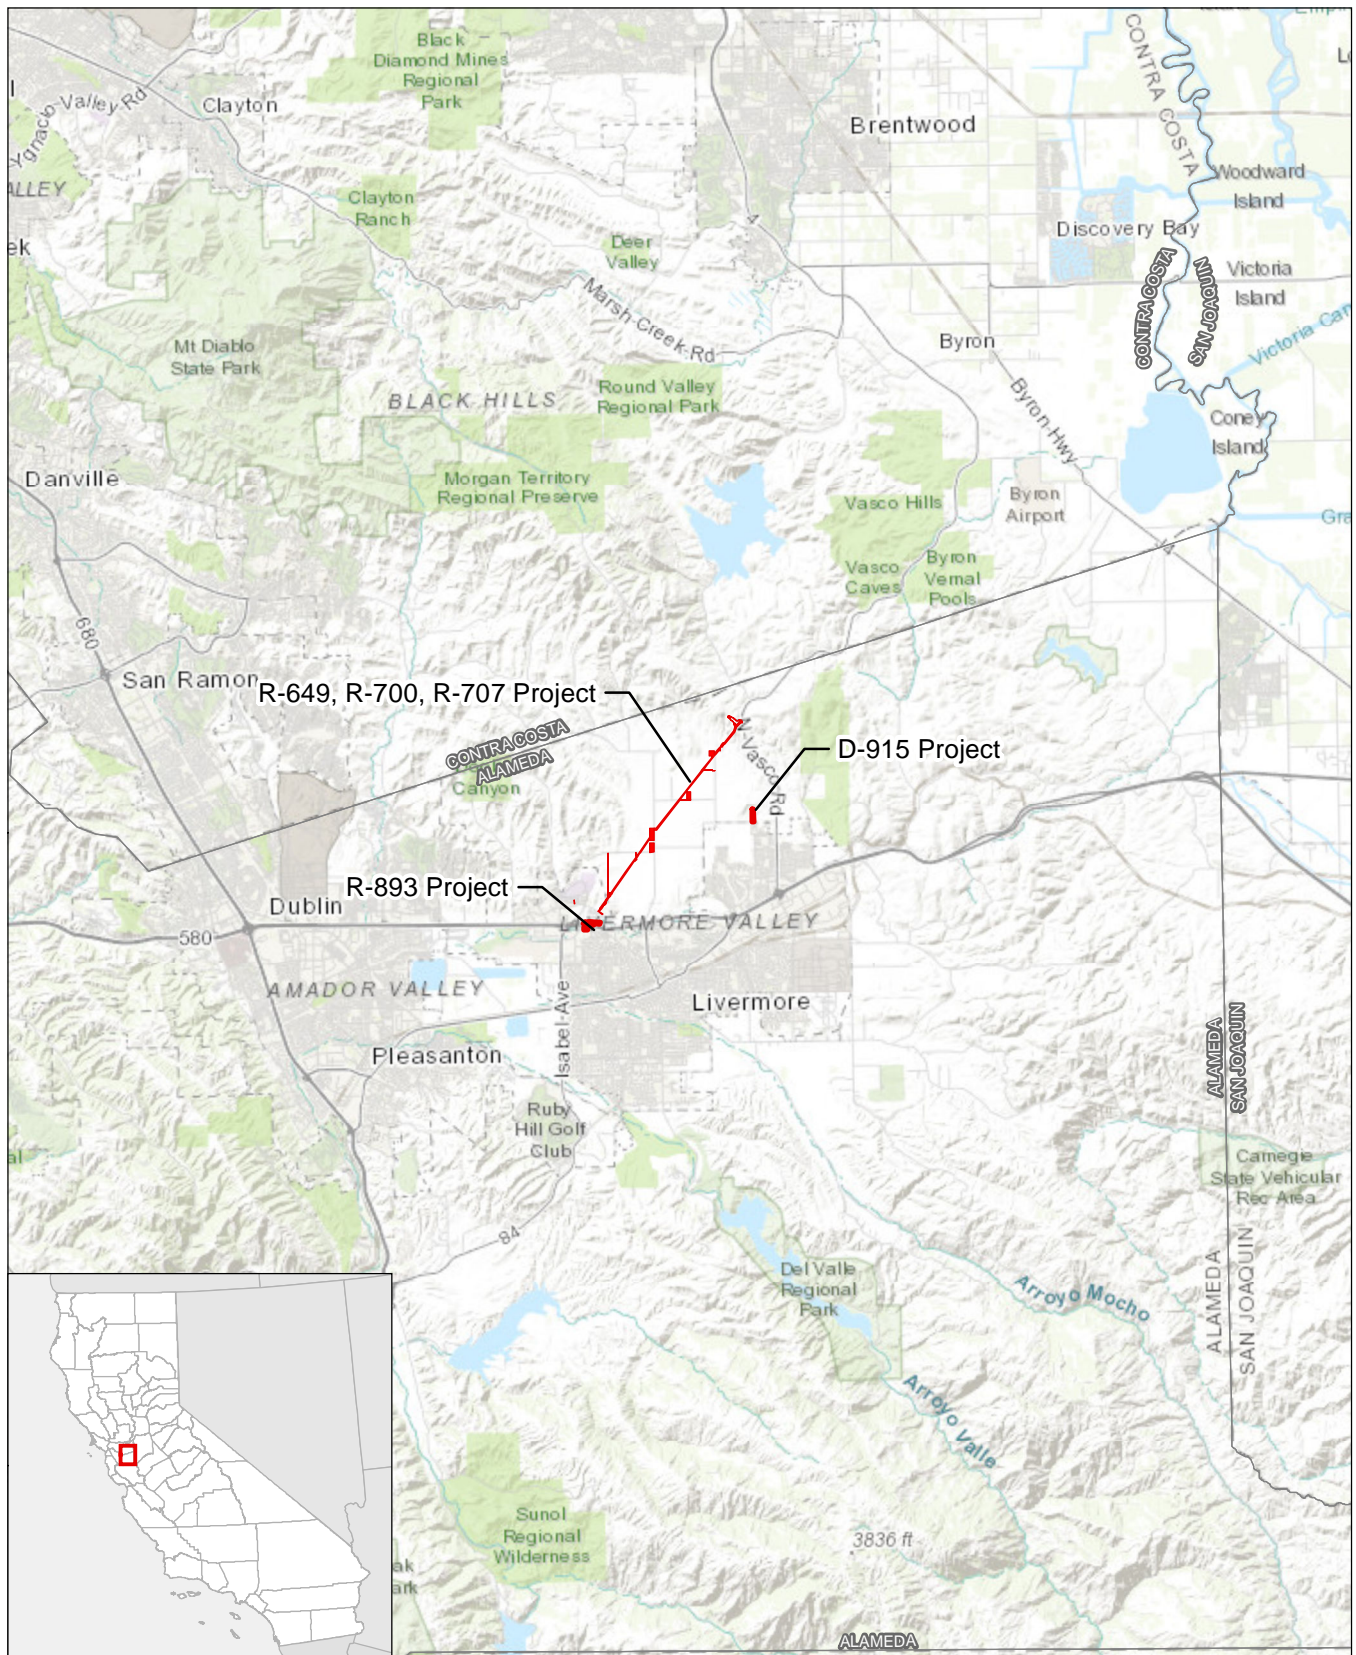 Black
Diamond Mines
Regional
Park
Ygnacio-Valley-Rd
Clayton
Brentwood
CONTRA COSTA
Woodward
Island
ALLEY
Clayton
Ranch
4
Discovery Bay
ek
Deer
Valley
CONTRA COSTA
SAN JOAQUIN
Victoria
Island
Marsh-Creek-Rd
Mt Diablo
State Park
Byron
Victoria Can
BLACK HILLS
Round Valley
Regional Park
Byron-Hwy
Coney
Island
Danville
Morgan Territory
Regional Preserve
Vasco Hills
Byron
Airport
Gra
Vasco
Caves
Byron
Vernal
Pools
J4
680
San Ramon
R-649, R-700, R-707 Project
CONTRA COSTA
ALAMEDA
Canyon
N-Vasco-Rd
D-915 Project
R-893 Project
Dublin
LIVERMORE VALLEY
580
AMADOR VALLEY
Isabel-Ave
Livermore
Pleasanton
ALAMEDA
SAN JOAQUIN
Ruby
Hill Golf
Club
al
Carnegie
State Vehicular
Rec Area
84
Del Valle
Regional
Park
Arroyo Mocho
ALAMEDA
SAN JOAQUIN
Arroyo Valle
Sunol
Regional
Wilderness
3836 ft
ak
ark
ALAMEDA